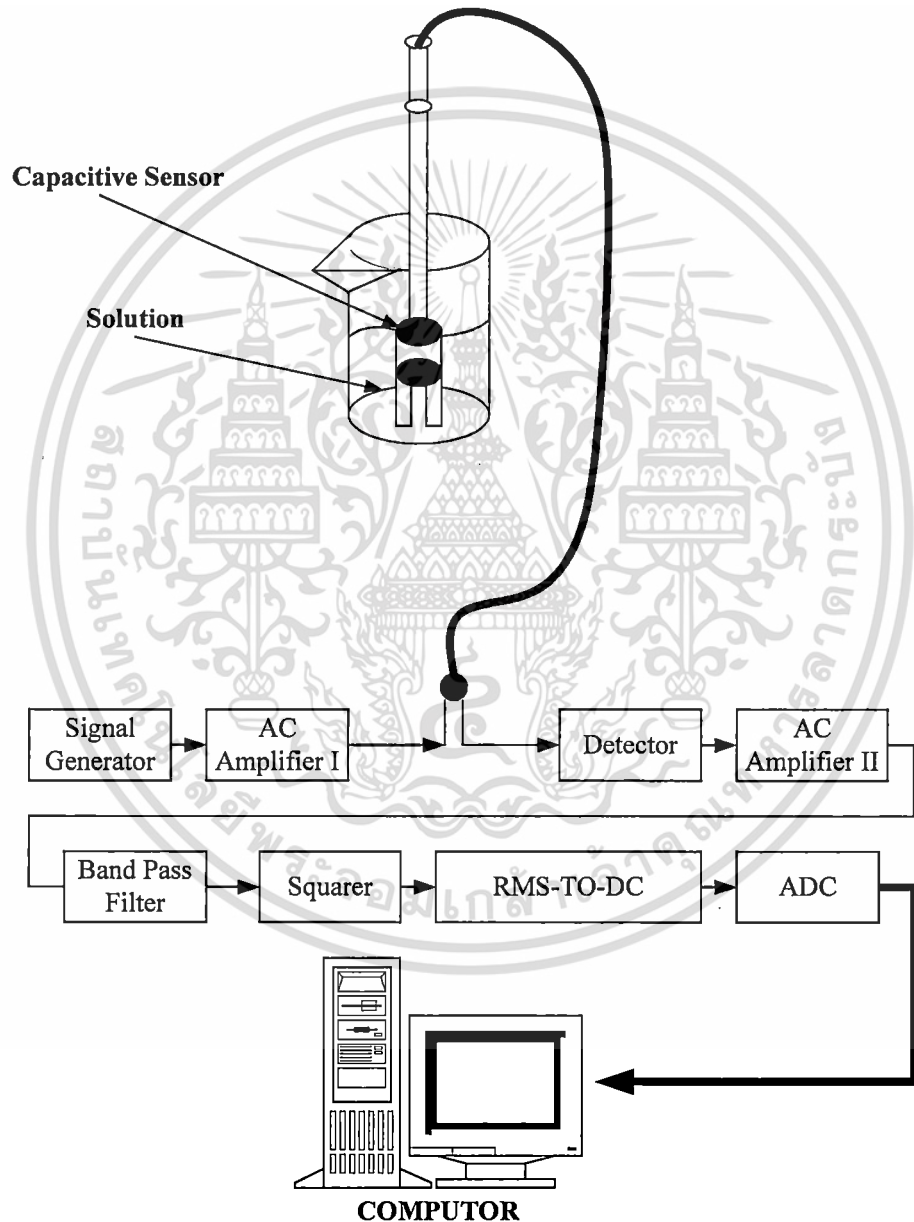 Capacitive Sensor
Solution
Signal
Generator
AC
Amplifier I
Detector
AC
Amplifier II
Band Pass
Filter
Squarer
RMS-TO-DC
ADC
COMPUTOR